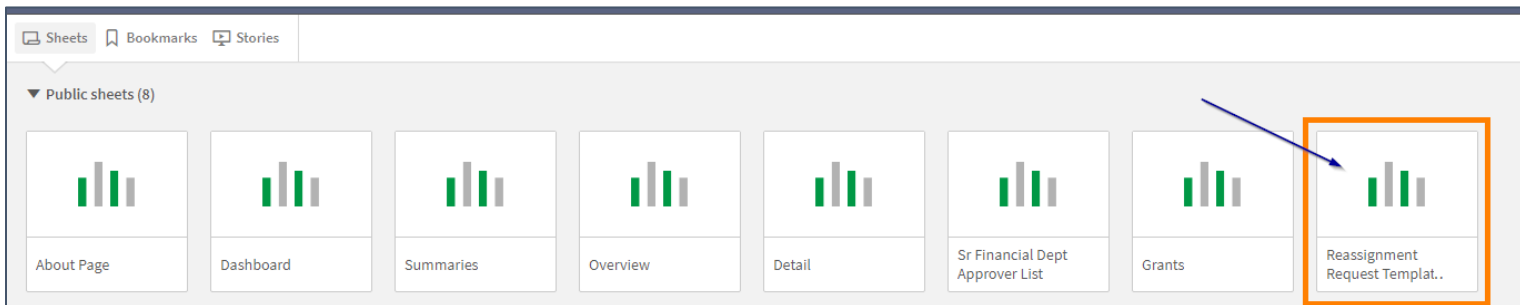 Sheets Bookmarks Stories
Public sheets (8)
About Page
Dashboard
Summaries
Overview
Detail
Sr Financial Dept
Approver List
Grants
Reassignment
Request Templat..